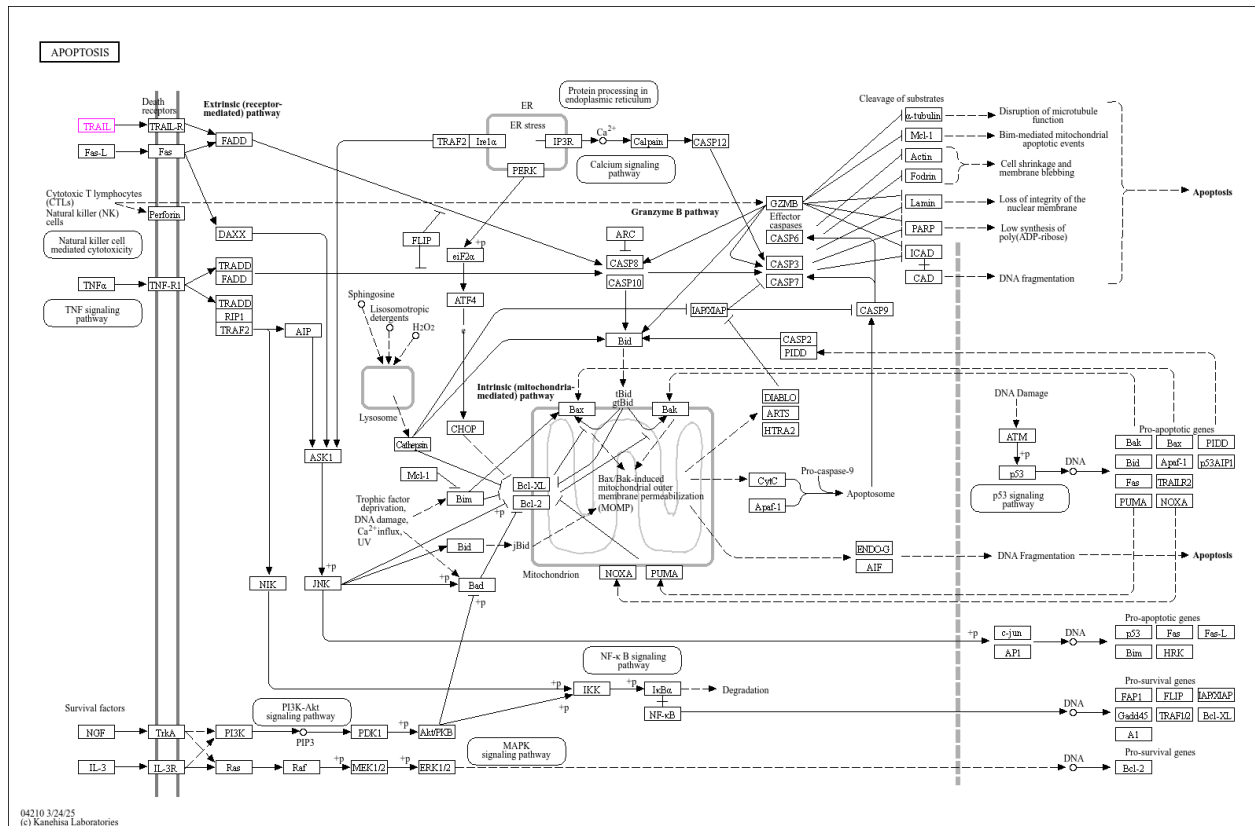 APOPTOSIS
Death
receptors
Extrinsic (receptor-
mediated) pathway
TRAIL
TRAIL-R
Fas-L
Fas
FADD
Cytotoxic T lymphocytes
(CTLs)
Natural killer (NK)
cells
Perforin
Natural killer cell
mediated cytotoxicity
DAXX
TNFα
TNF-R1
TNF signaling
pathway
TRADD
FADD
TRADD
RIP1
TRAF2
AIP
ER
ER stress
TRAF2
Ire1α
IP3R
PERK
Ca2+
Protein processing in
endoplasmic reticulum
Calpain
CASP12
Calcium signaling
pathway
FLIP
+p
eiF2α
ATF4
e
CHOP
Sphingosine
Lisosomotropic
detergents
H2O2
Lysosome
Cathepsin
Granzyme B pathway
GZMB
Effector
caspases
CASP6
CASP3
CASP7
ARC
CASP8
CASP10
IAP/XIAP
CASP9
Bid
CASP2
PIDD
Cleavage of substrates
α-tubulin
Mcl-1
Actin
Fodrin
Lamin
PARP
ICAD
CAD
Disruption of microtubule
function
Bim-mediated mitochondrial
apoptotic events
Cell shrinkage and
membrane blebbing
Loss of integrity of the
nuclear membrane
Low synthesis of
poly(ADP-ribose)
DNA fragmentation
Apoptosis
Intrinsic (mitochondria-
mediated) pathway
tBid
gtBid
Bax
Bak
DIABLO
ARTS
HTRA2
ASK1
Mcl-1
Bim
Bcl-XL
Bcl-2
+p
Bax/Bak-induced
mitochondrial outer
membrane permeabilization
(MOMP)
CytC
Apaf-1
Pro-caspase-9
Apoptosome
Trophic factor
deprivation,
DNA damage,
Ca2+influx,
UV
Bid
jBid
+p
Bad
+p
Mitochondrion
NOXA
PUMA
ENDO-G
AIF
DNA Fragmentation
Apoptosis
DNA Damage
ATM
+p
p53
p53 signaling
pathway
DNA
Pro-apoptotic genes
Bak
Bax
PIDD
Bid
Apaf-1
p53AIP1
Fas
TRAILR2
PUMA
NOXA
NIK
+p
JNK
+p
c-jun
AP1
DNA
Pro-apoptotic genes
p53
Fas
Fas-L
Bim
HRK
NF-κ B signaling
pathway
+p
IKK
+p
+p
IκBα
NF-κB
Degradation
DNA
Pro-survival genes
FAP1
FLIP
IAP/XIAP
Gadd45
TRAF1/2
Bcl-XL
A1
Survival factors
NGF
TrkA
PI3K
PIP3
PI3K-Akt
signaling pathway
PDK1
+p
Akt/PKB
IL-3
IL-3R
Ras
Raf
+p
MEK1/2
+p
ERK1/2
MAPK
signaling pathway
DNA
Pro-survival genes
Bcl-2
04210 3/24/25
(c) Kanehisa Laboratories